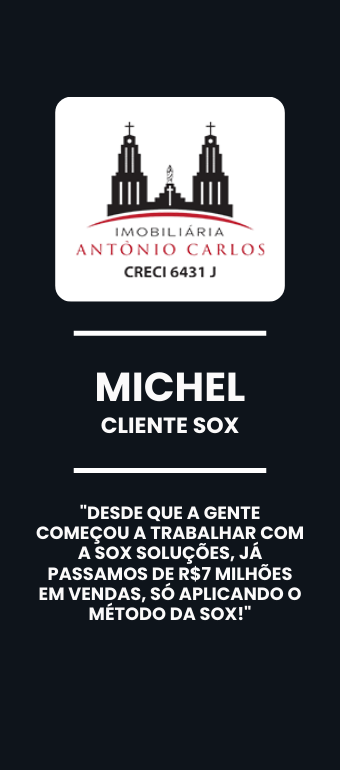 IMOBILIÁRIA
ANTÔNIO CARLOS
CRECI 6431 J
MICHEL
CLIENTE SOX
"DESDE QUE A GENTE
COMEÇOU A TRABALHAR COM
A SOX SOLUÇÕES, JÁ
PASSAMOS DE R$7 MILHÕES
EM VENDAS, SÓ APLICANDO O
MÉTODO DA SOX!"